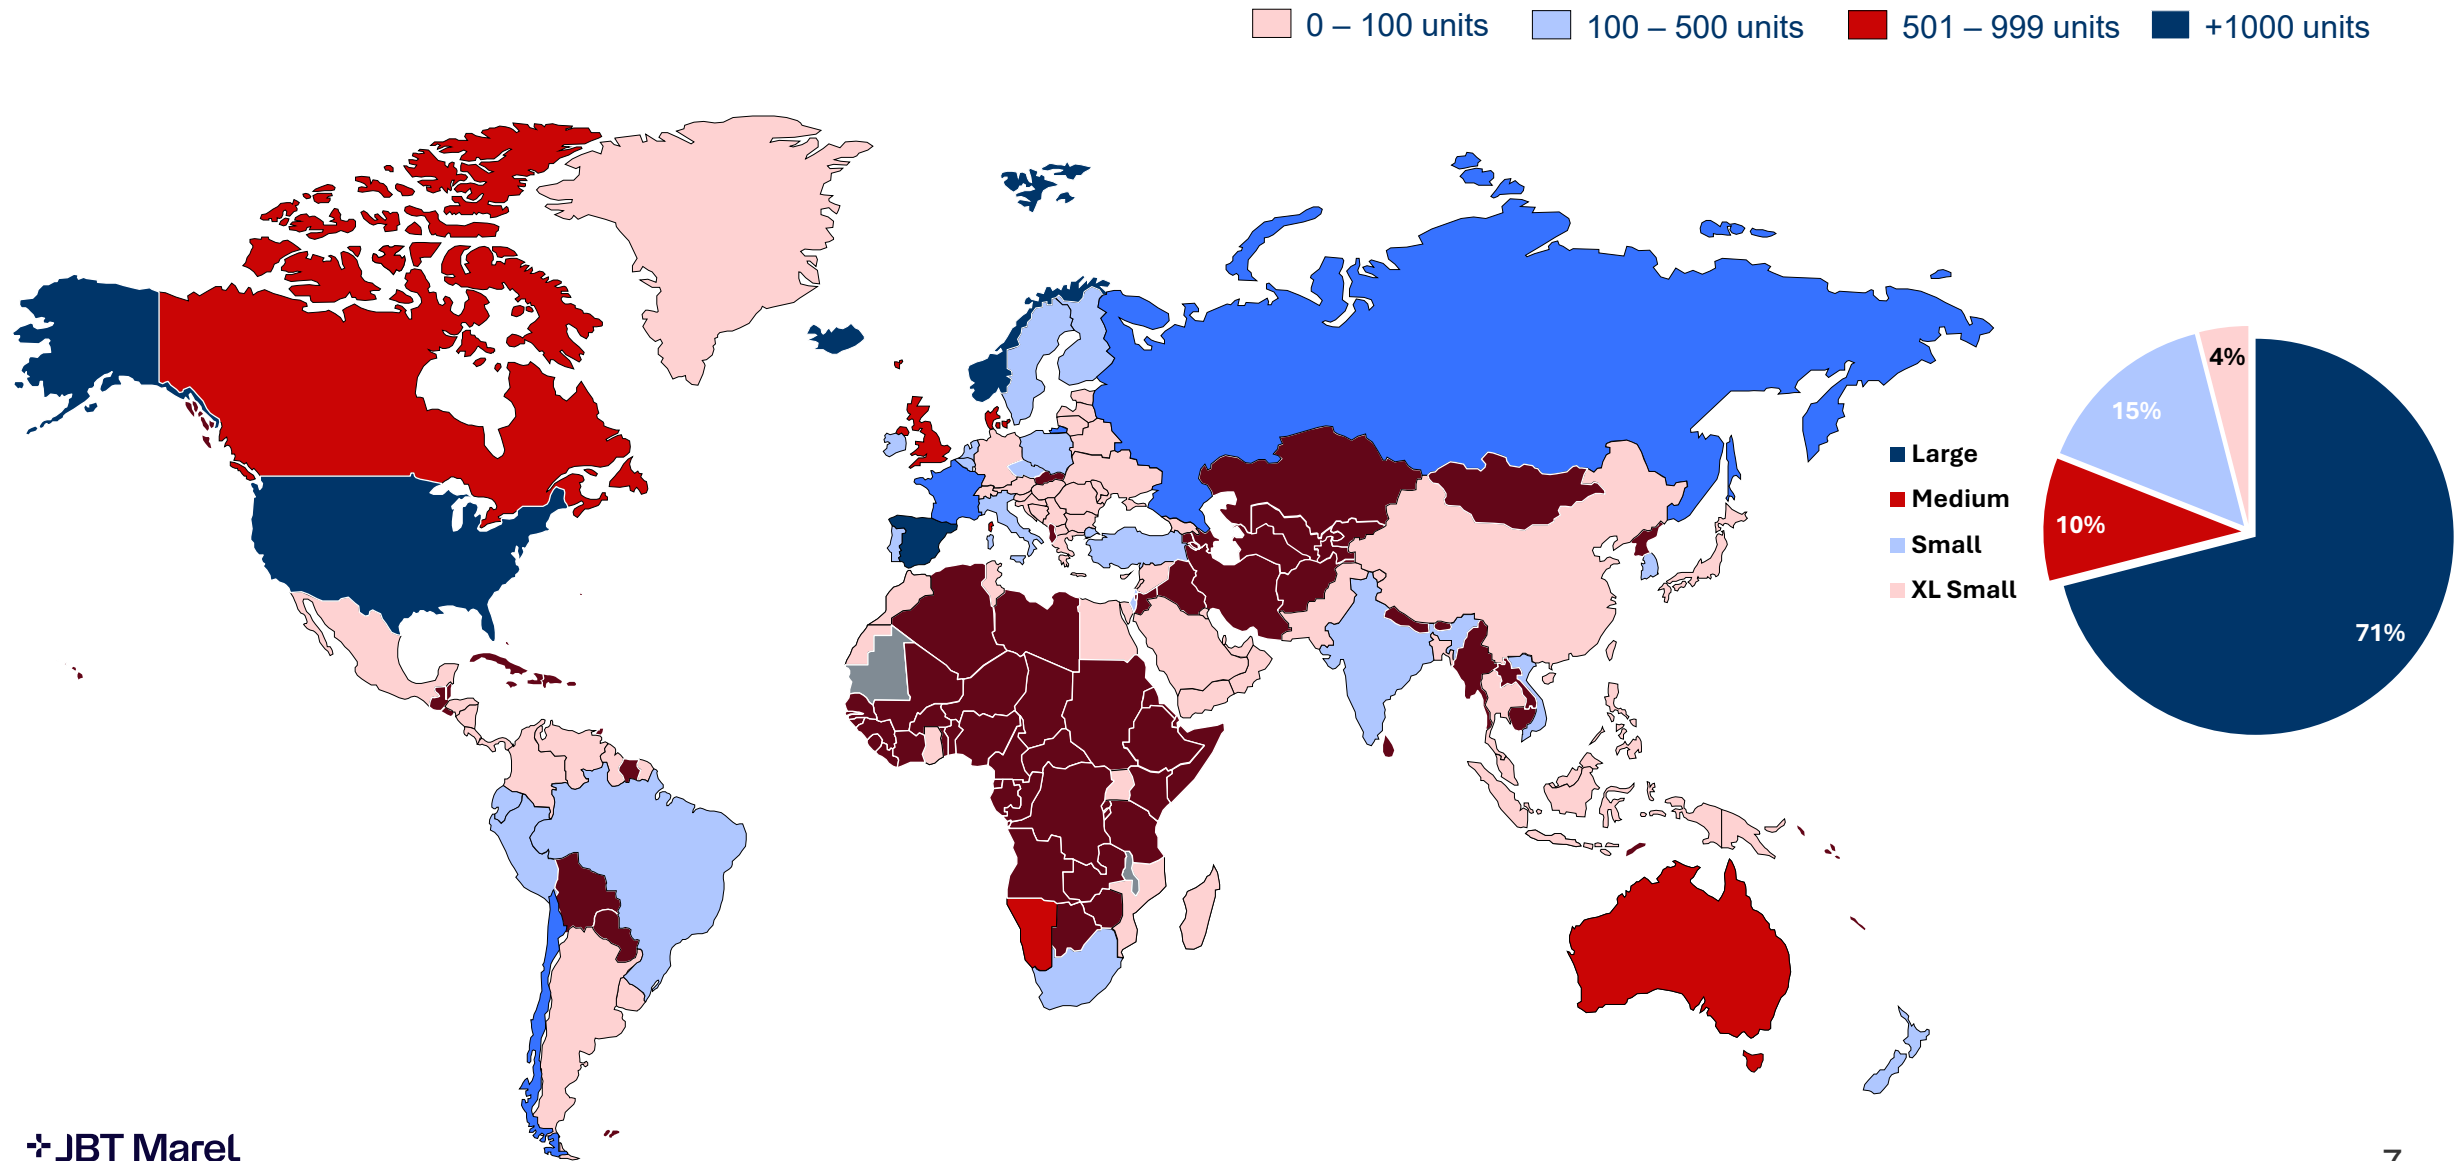 0 – 100 units
100 – 500 units
501 – 999 units
+1000 units
4%
15%
10%
71%
Large
Medium
Small
XL Small
JBT Marel
7